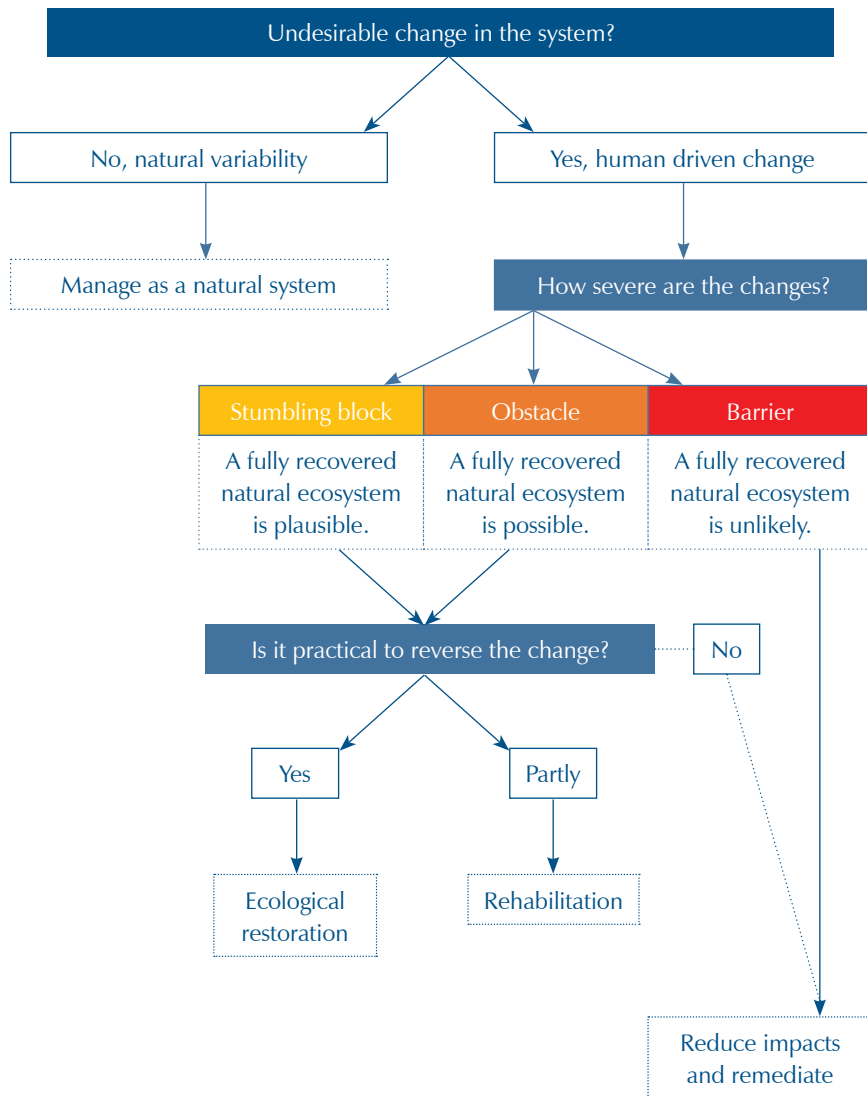 Undesirable change in the system?
No, natural variability
Yes, human driven change
Manage as a natural system
How severe are the changes?
Stumbling block
Obstacle
Barrier
A fully recovered
natural ecosystem
is plausible.
A fully recovered
natural ecosystem
is possible.
A fully recovered
natural ecosystem
is unlikely.
Is it practical to reverse the change?
No
Yes
Partly
Ecological
restoration
Rehabilitation
Reduce impacts
and remediate